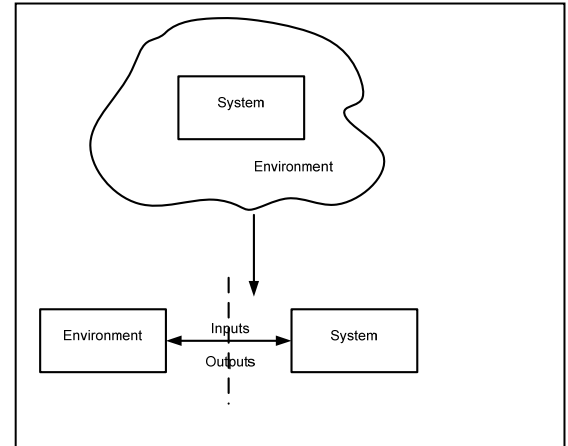 System
Environment
Inputs
Environment
System
Outputs